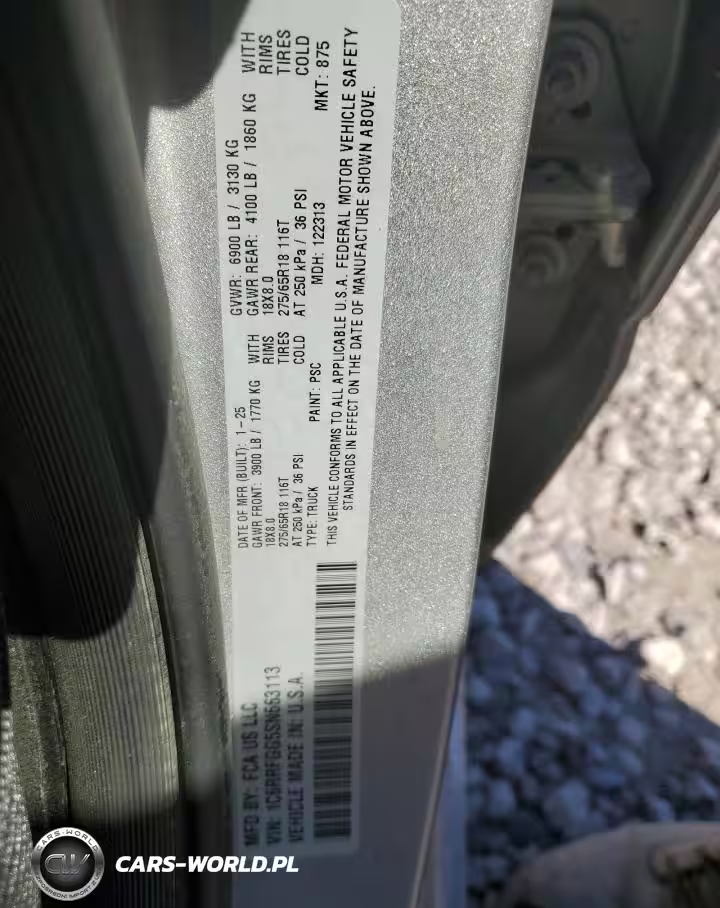 MFD BY: FCA US LLC
VIN: 1C6RRFGG5SN663113
VEHICLE MADE IN: U.S.A.
DATE OF MFR (BUILT): 1-25
GVWR: 6900 LB / 3130 KG
GAWR FRONT: 3900 LB / 1770 KG WITH
GAWR REAR: 4100 LB / 1860 KG WITH
18X8.0 RIMS
18X8.0 RIMS
275/65R18 116T TIRES
275/65R18 116T TIRES
AT 250 kPa / 36 PSI COLD
AT 250 kPa / 36 PSI COLD
TYPE: TRUCK PAINT: PSC MDH: 122313 MKT: 875
THIS VEHICLE CONFORMS TO ALL APPLICABLE U.S.A. FEDERAL MOTOR VEHICLE SAFETY
STANDARDS IN EFFECT ON THE DATE OF MANUFACTURE SHOWN ABOVE.
CARS-WORLD
CW
CARS-WORLD.PL